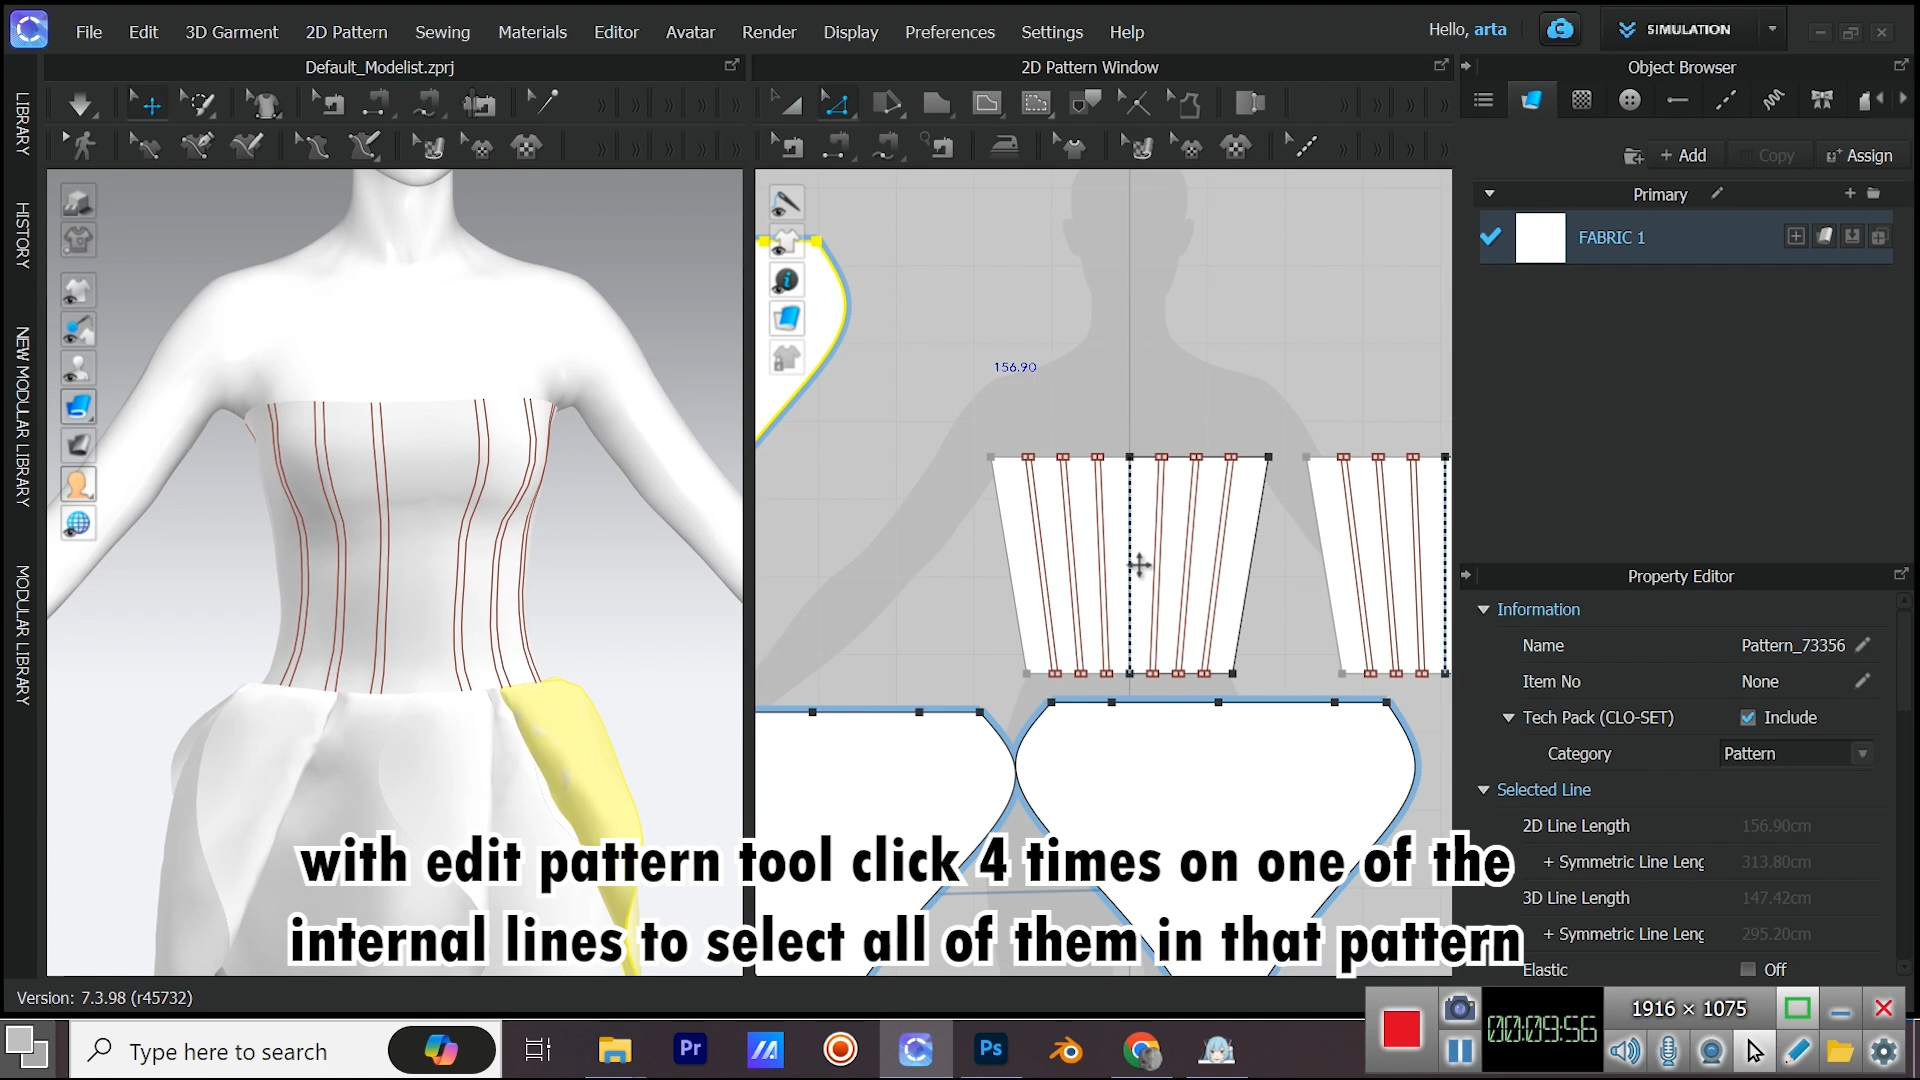 File Edit 3D Garment 2D Pattern Sewing Materials Editor Avatar Render Display Preferences Settings Help
Hello, arta
SIMULATION
Default_Modelist.zprj
2D Pattern Window
Object Browser
LIBRARY
HISTORY
NEW MODULAR LIBRARY
MODULAR LIBRARY
+ Add Copy Assign
Primary
FABRIC 1
156.90
Property Editor
Information
Name Pattern_73356
Item No None
Tech Pack (CLO-SET) Include
Category Pattern
Selected Line
2D Line Length 156.90cm
+ Symmetric Line Leng 313.80cm
3D Line Length 147.42cm
+ Symmetric Line Leng 295.20cm
Elastic Off
with edit pattern tool click 4 times on one of the
internal lines to select all of them in that pattern
Version: 7.3.98 (r45732)
1916 × 1075
00:09:56
Type here to search
Pr
Ps